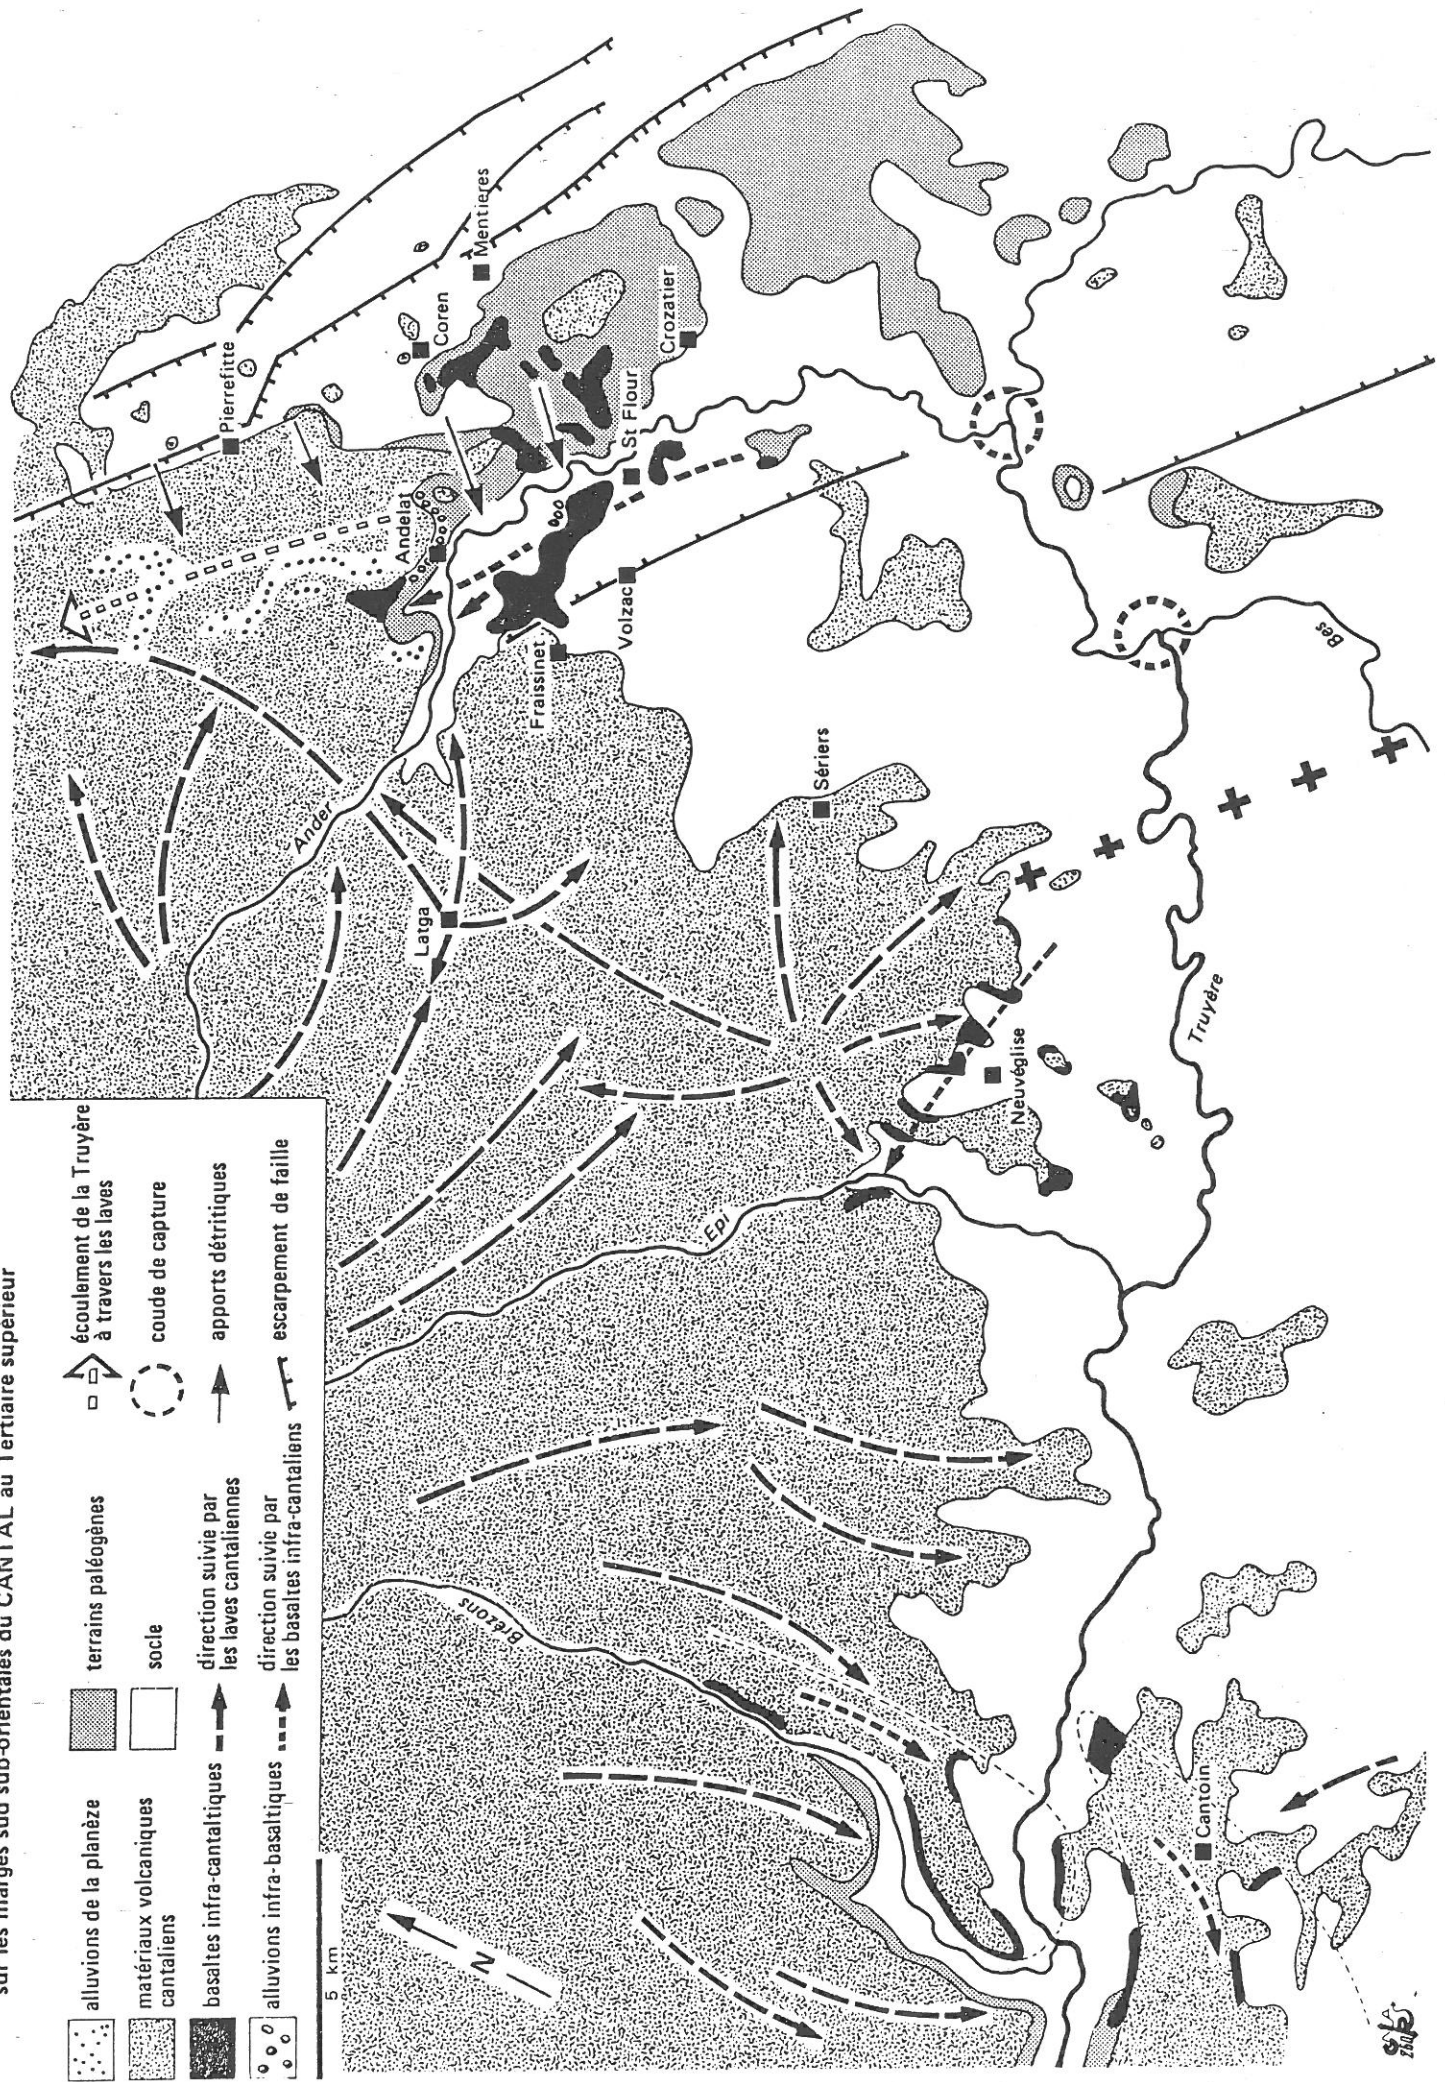 sur les marges sud sub-orientales du CANTAL au Tertiaire supérieur
alluvions de la planèze
matériaux volcaniques
cantaliens
basaltes infra-cantaltiques
alluvions infra-basaltiques
terrains paléogènes
socle
direction suivie par
les laves cantaliennes
direction suivie par
les basaltes infra-cantaliens
écoulement de la Truyère
à travers les laves
coude de capture
apports détritiques
escarpement de faille
5 km
N
Pierrefitte
Mentieres
Coren
Crozatier
St Flour
Andelat
Volzac
Fraissinet
Ander
Latga
Sériers
Bes
Neuvéglise
Truyère
Epi
Brézons
Cantoin